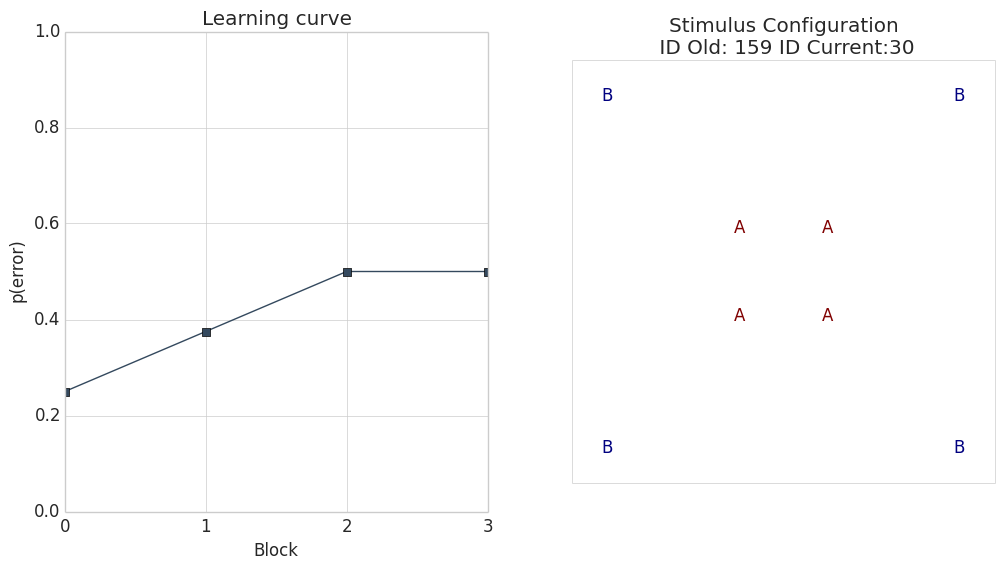 Learning curve
1.0
0.8
0.6
0.4
0.2
0.0
p(error)
0 1 2 3
Block
Stimulus Configuration
ID Old: 159 ID Current:30
B B
A A
A A
B B